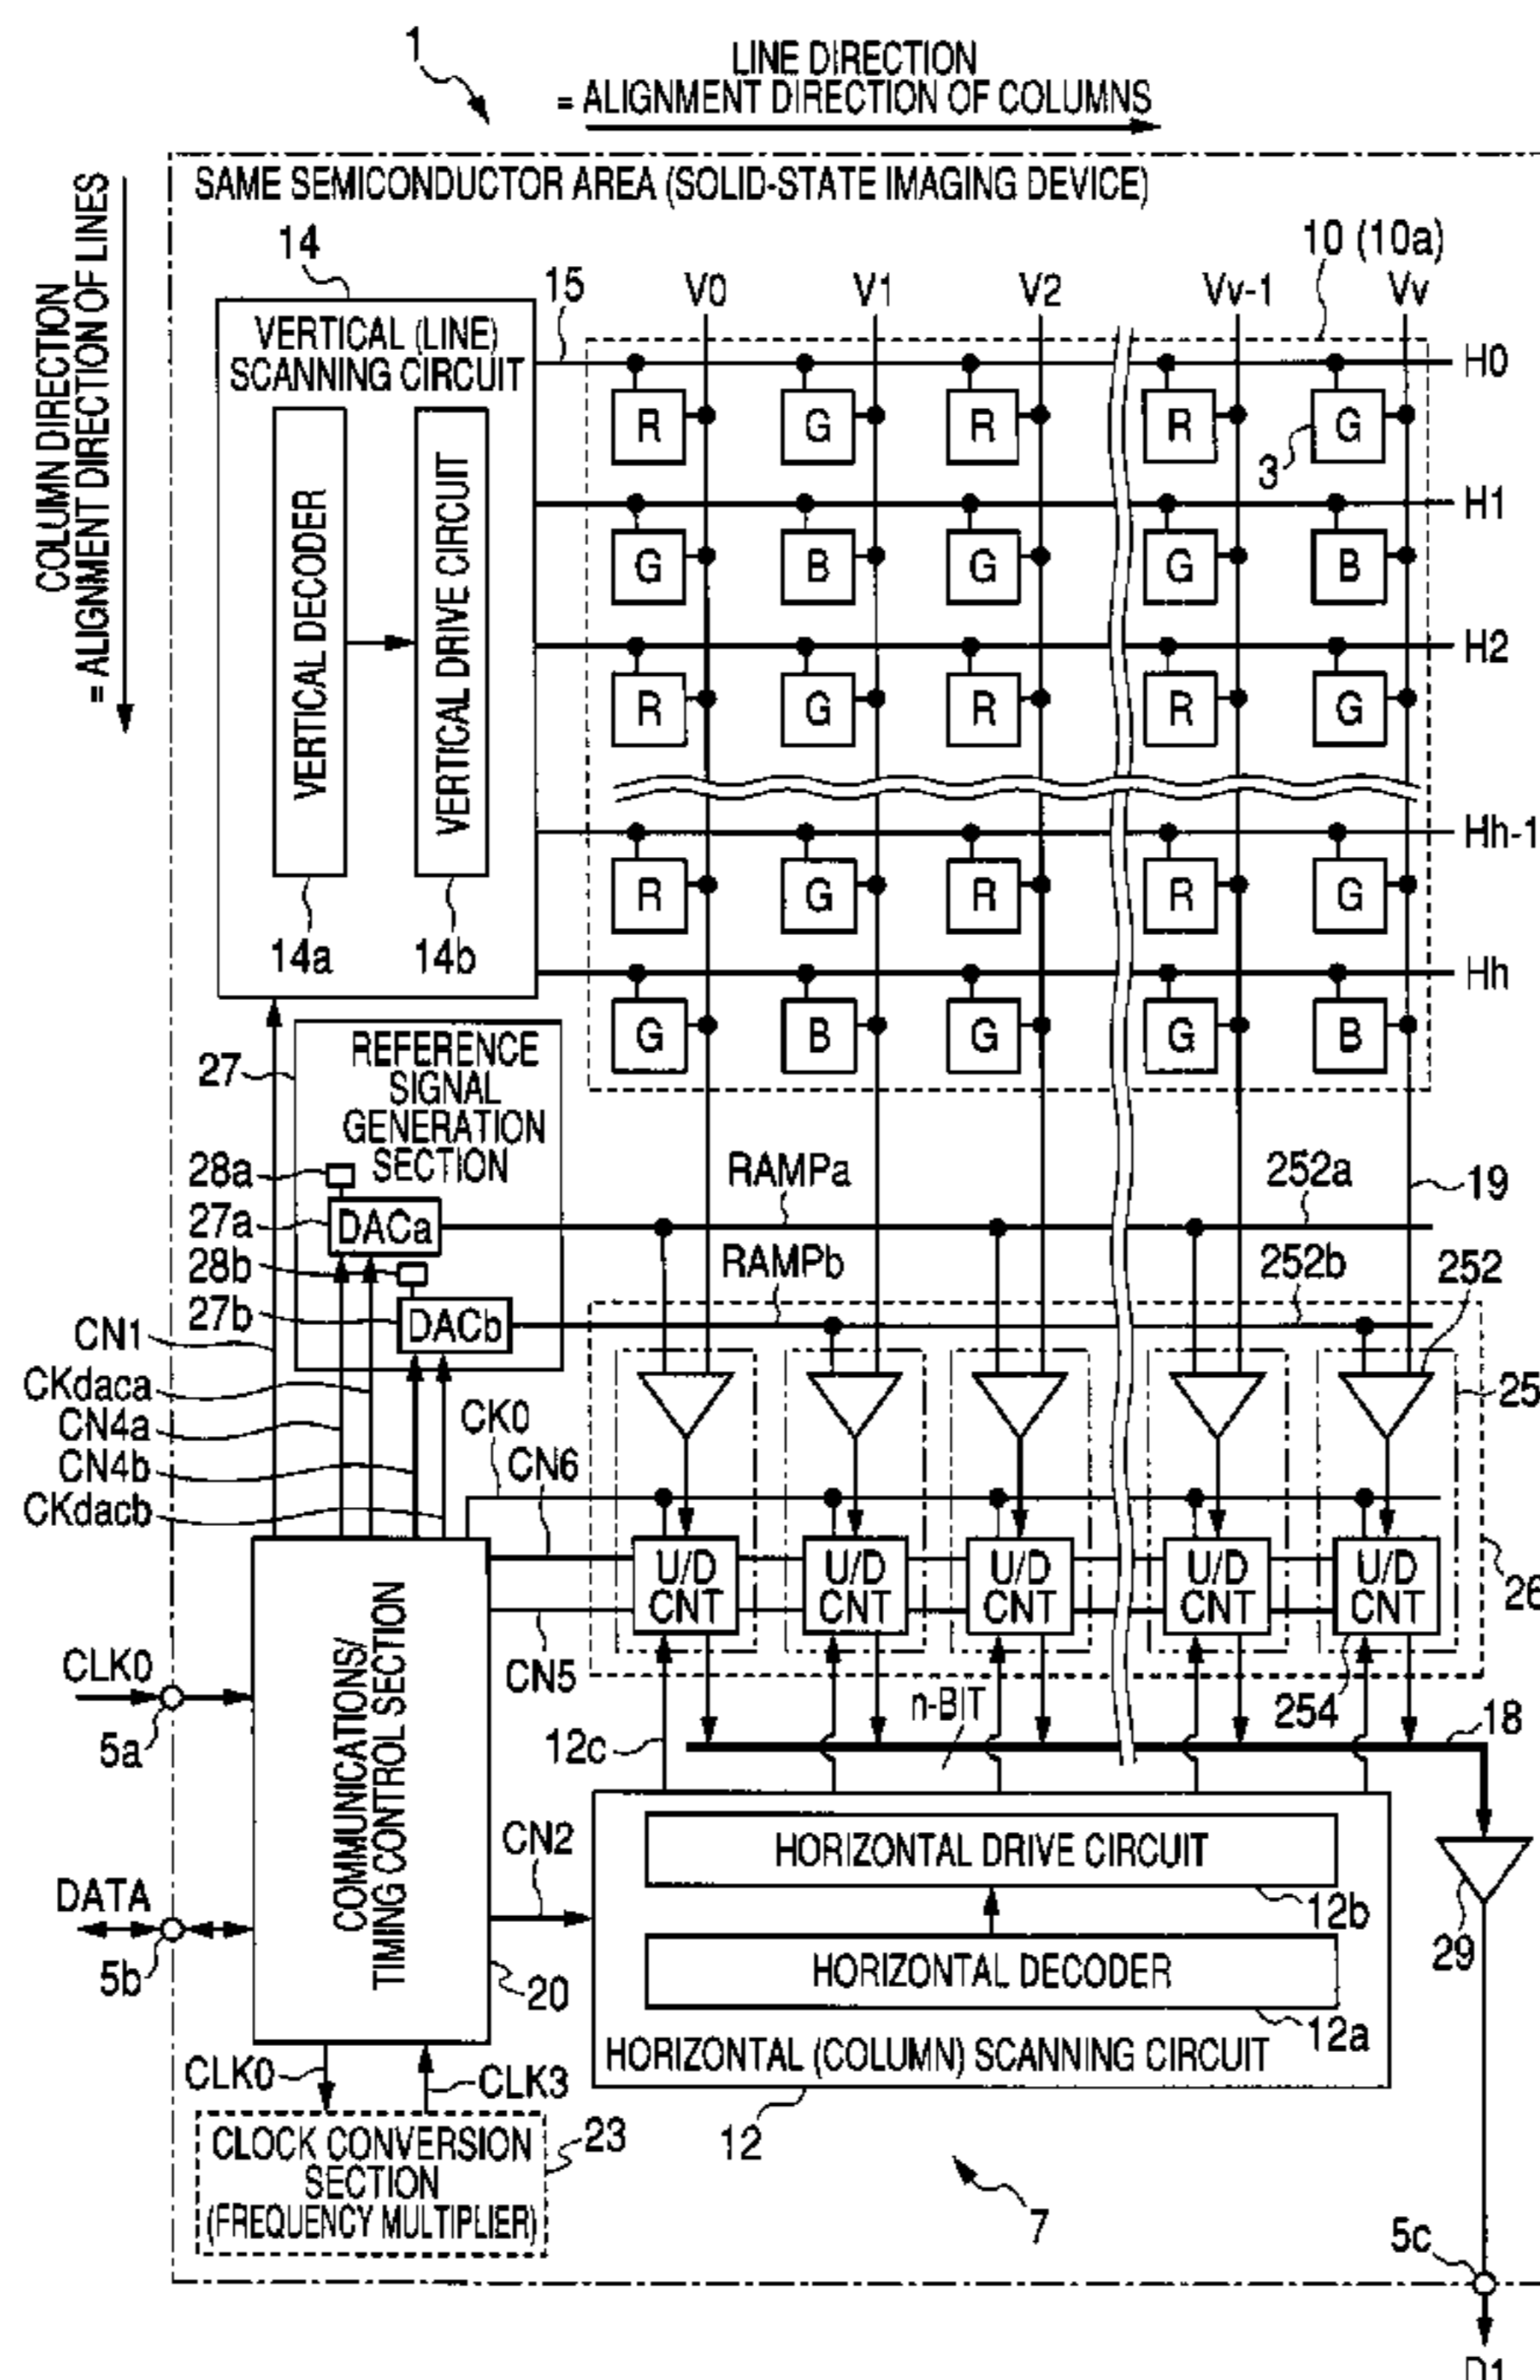 1
LINE DIRECTION
= ALIGNMENT DIRECTION OF COLUMNS
COLUMN DIRECTION
= ALIGNMENT DIRECTION OF LINES
SAME SEMICONDUCTOR AREA (SOLID-STATE IMAGING DEVICE)
14
15
V0
V1
V2
Vv-1
Vv
10 (10a)
VERTICAL (LINE)
SCANNING CIRCUIT
VERTICAL DECODER
VERTICAL DRIVE CIRCUIT
14a
14b
H0
R G R R G
3
H1
G B G G B
H2
R G R R G
Hh-1
R G R R G
Hh
G B G G B
27
REFERENCE
SIGNAL
GENERATION
SECTION
28a
27a
DACa
28b
27b
DACb
RAMPa
252a
19
RAMPb
252b
252
CN1
CKdaca
CN4a
CN4b
CKdacb
CK0
CN6
25
U/D
CNT
U/D
CNT
U/D
CNT
U/D
CNT
U/D
CNT
26
CN5
n-BIT
254
18
12c
CLK0
5a
COMMUNICATIONS/
TIMING CONTROL SECTION
CN2
HORIZONTAL DRIVE CIRCUIT
12b
DATA
5b
20
HORIZONTAL DECODER
12a
HORIZONTAL (COLUMN) SCANNING CIRCUIT
29
CLK0
CLK3
12
CLOCK CONVERSION
SECTION
(FREQUENCY MULTIPLIER)
23
7
5c
D1